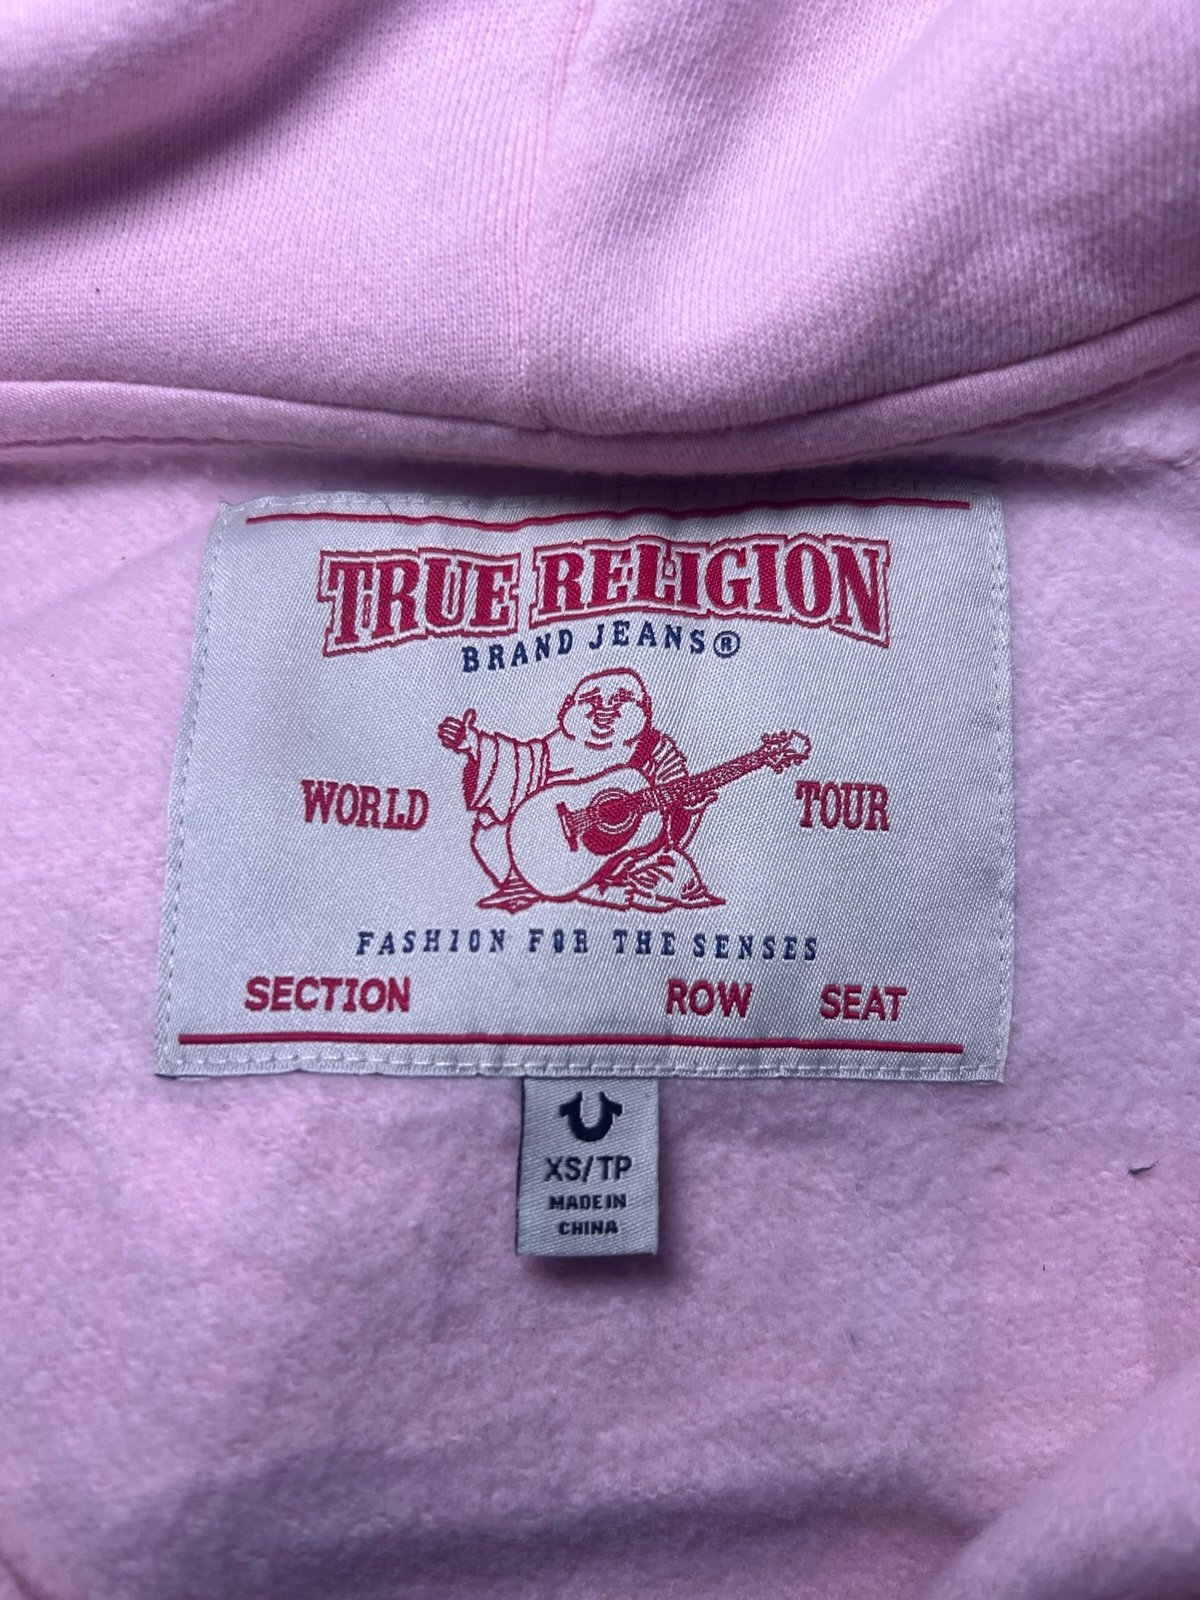 TRUE RELIGION
BRAND JEANS®
WORLD TOUR
FASHION FOR THE SENSES
SECTION ROW SEAT
XS/TP
MADE IN
CHINA